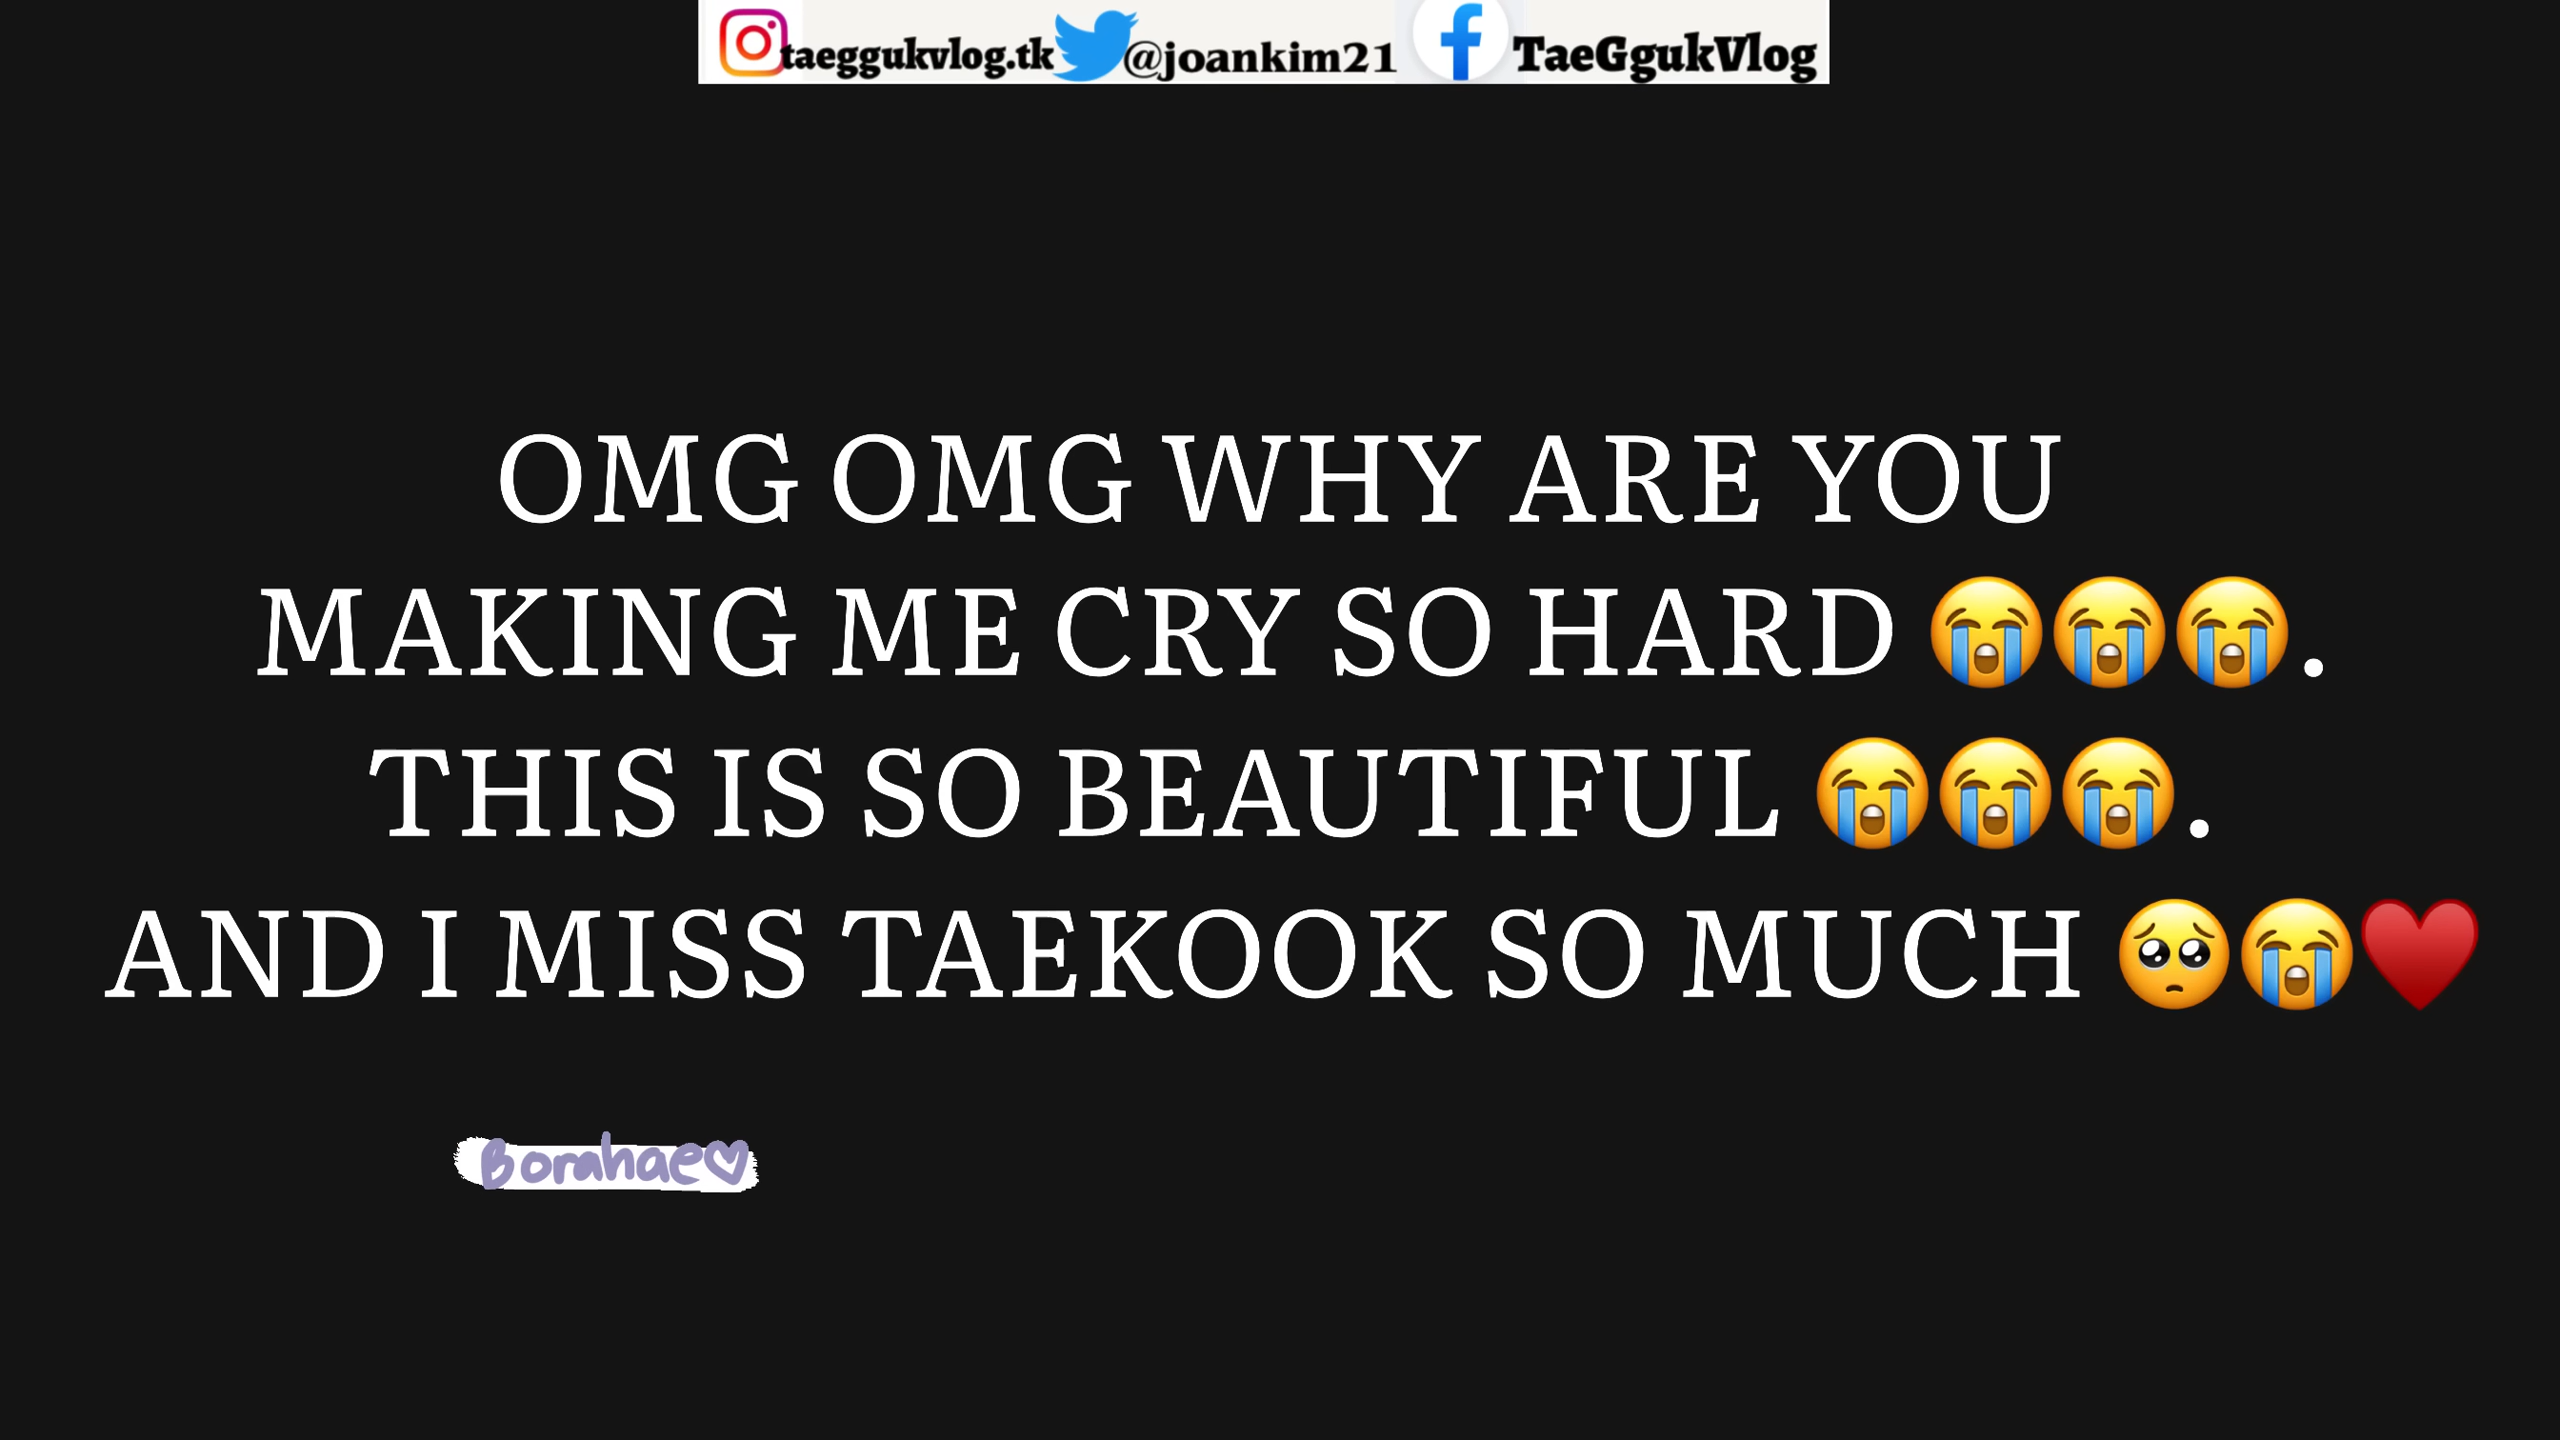 taeggukvlog.tk @joankim21 TaeGgukVlog
OMG OMG WHY ARE YOU
MAKING ME CRY SO HARD 😭😭😭.
THIS IS SO BEAUTIFUL 😭😭😭.
AND I MISS TAEKOOK SO MUCH 🥺😭♥️
Borahae♡